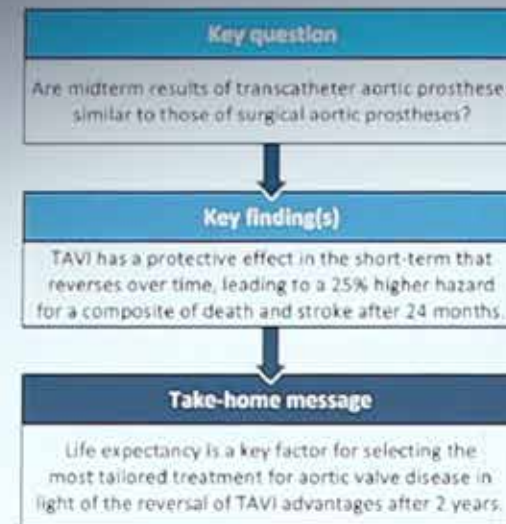 Key question
Are midterm results of transcatheter aortic prosthese
similar to those of surgical aortic prostheses?
Key finding(s)
TAVI has a protective effect in the short-term that
reverses over time, leading to a 25% higher hazard
for a composite of death and stroke after 24 months.
Take-home message
Life expectancy is a key factor for selecting the
most tailored treatment for aortic valve disease in
light of the reversal of TAVI advantages after 2 years.